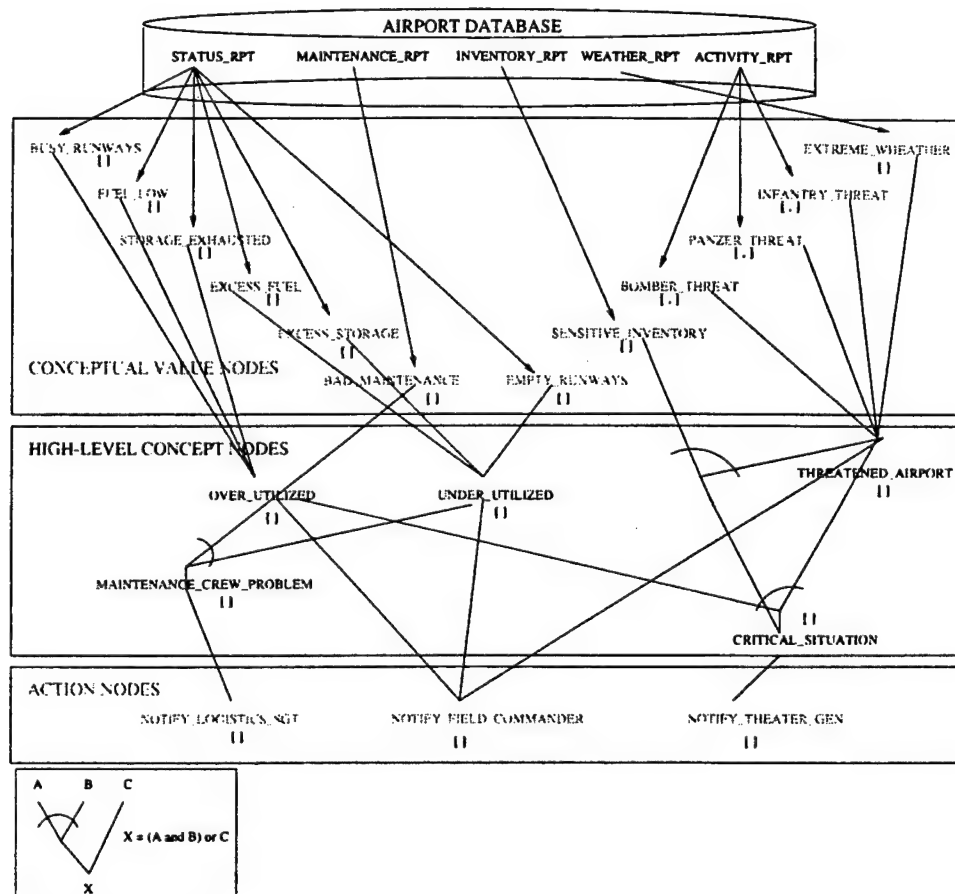 AIRPORT DATABASE
STATUS_RPT MAINTENANCE_RPT INVENTORY_RPT WEATHER_RPT ACTIVITY_RPT
BUSY_RUNWAYS
[ ]
EXTREME_WHEATHER
[ ]
FUEL_LOW
[ ]
INFANTRY_THREAT
[.]
STORAGE_EXHAUSTED
[ ]
PANZER_THREAT
[.]
EXCESS_FUEL
[ ]
BOMBER_THREAT
[.]
EXCESS_STORAGE
[ ]
SENSITIVE_INVENTORY
[ ]
CONCEPTUAL VALUE NODES
BAD_MAINTENANCE
[ ]
EMPTY_RUNWAYS
[ ]
HIGH-LEVEL CONCEPT NODES
THREATENED_AIRPORT
[ ]
OVER_UTILIZED
[ ]
UNDER_UTILIZED
[ ]
MAINTENANCE_CREW_PROBLEM
[ ]
[ ]
CRITICAL_SITUATION
ACTION NODES
NOTIFY_LOGISTICS_SGT
[ ]
NOTIFY_FIELD_COMMANDER
[ ]
NOTIFY_THEATER_GEN
[ ]
A B C
X = (A and B) or C
X